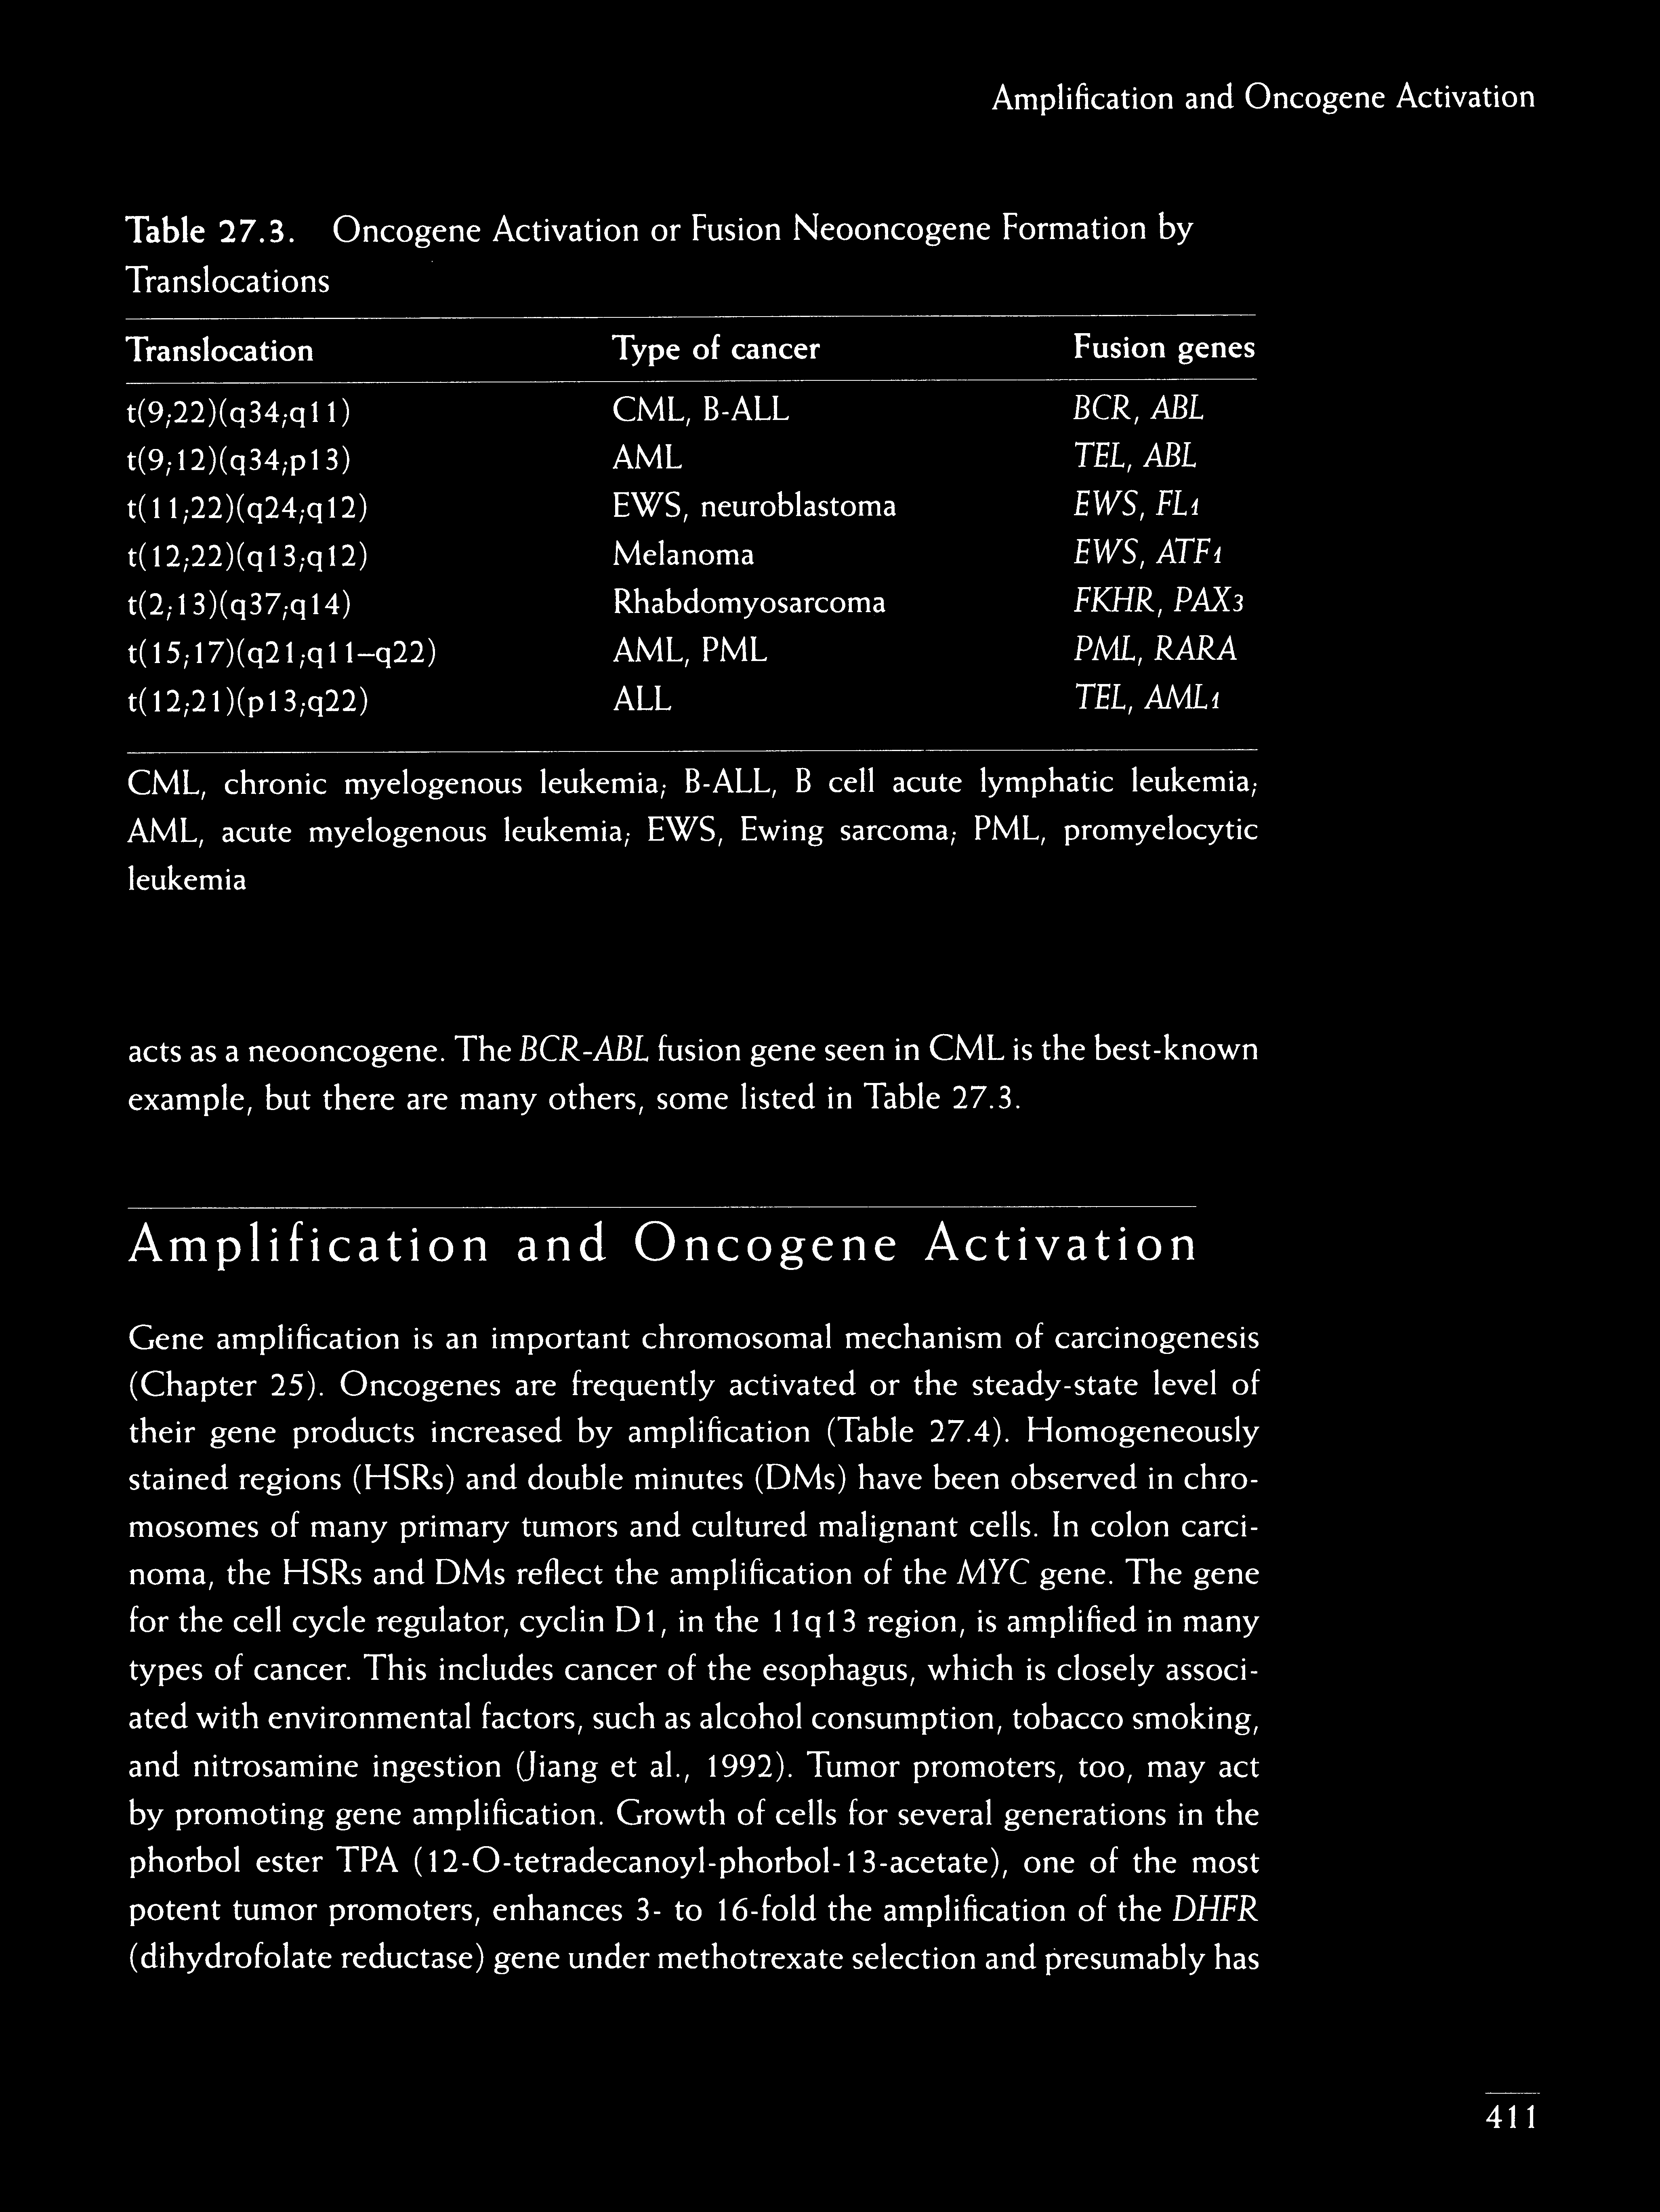 Amplification and Oncogene Activation
Table 27.3. Oncogene Activation or Fusion Neooncogene Formation by
Translocations
Translocation Type of cancer Fusion genes
t(9;22)(q34;q11) CML, B-ALL BCR, ABL
t(9;12)(q34;p13) AML TEL, ABL
t(11;22)(q24;q12) EWS, neuroblastoma EWS, FL1
t(12;22)(q13;q12) Melanoma EWS, ATF1
t(2;13)(q37;q14) Rhabdomyosarcoma FKHR, PAX3
t(15;17)(q21;q11–q22) AML, PML PML, RARA
t(12;21)(p13;q22) ALL TEL, AML1
CML, chronic myelogenous leukemia; B-ALL, B cell acute lymphatic leukemia;
AML, acute myelogenous leukemia; EWS, Ewing sarcoma; PML, promyelocytic
leukemia
acts as a neooncogene. The BCR-ABL fusion gene seen in CML is the best-known
example, but there are many others, some listed in Table 27.3.
Amplification and Oncogene Activation
Gene amplification is an important chromosomal mechanism of carcinogenesis
(Chapter 25). Oncogenes are frequently activated or the steady-state level of
their gene products increased by amplification (Table 27.4). Homogeneously
stained regions (HSRs) and double minutes (DMs) have been observed in chro-
mosomes of many primary tumors and cultured malignant cells. In colon carci-
noma, the HSRs and DMs reflect the amplification of the MYC gene. The gene
for the cell cycle regulator, cyclin D1, in the 11q13 region, is amplified in many
types of cancer. This includes cancer of the esophagus, which is closely associ-
ated with environmental factors, such as alcohol consumption, tobacco smoking,
and nitrosamine ingestion (Jiang et al., 1992). Tumor promoters, too, may act
by promoting gene amplification. Growth of cells for several generations in the
phorbol ester TPA (12-O-tetradecanoyl-phorbol-13-acetate), one of the most
potent tumor promoters, enhances 3- to 16-fold the amplification of the DHFR
(dihydrofolate reductase) gene under methotrexate selection and presumably has
411